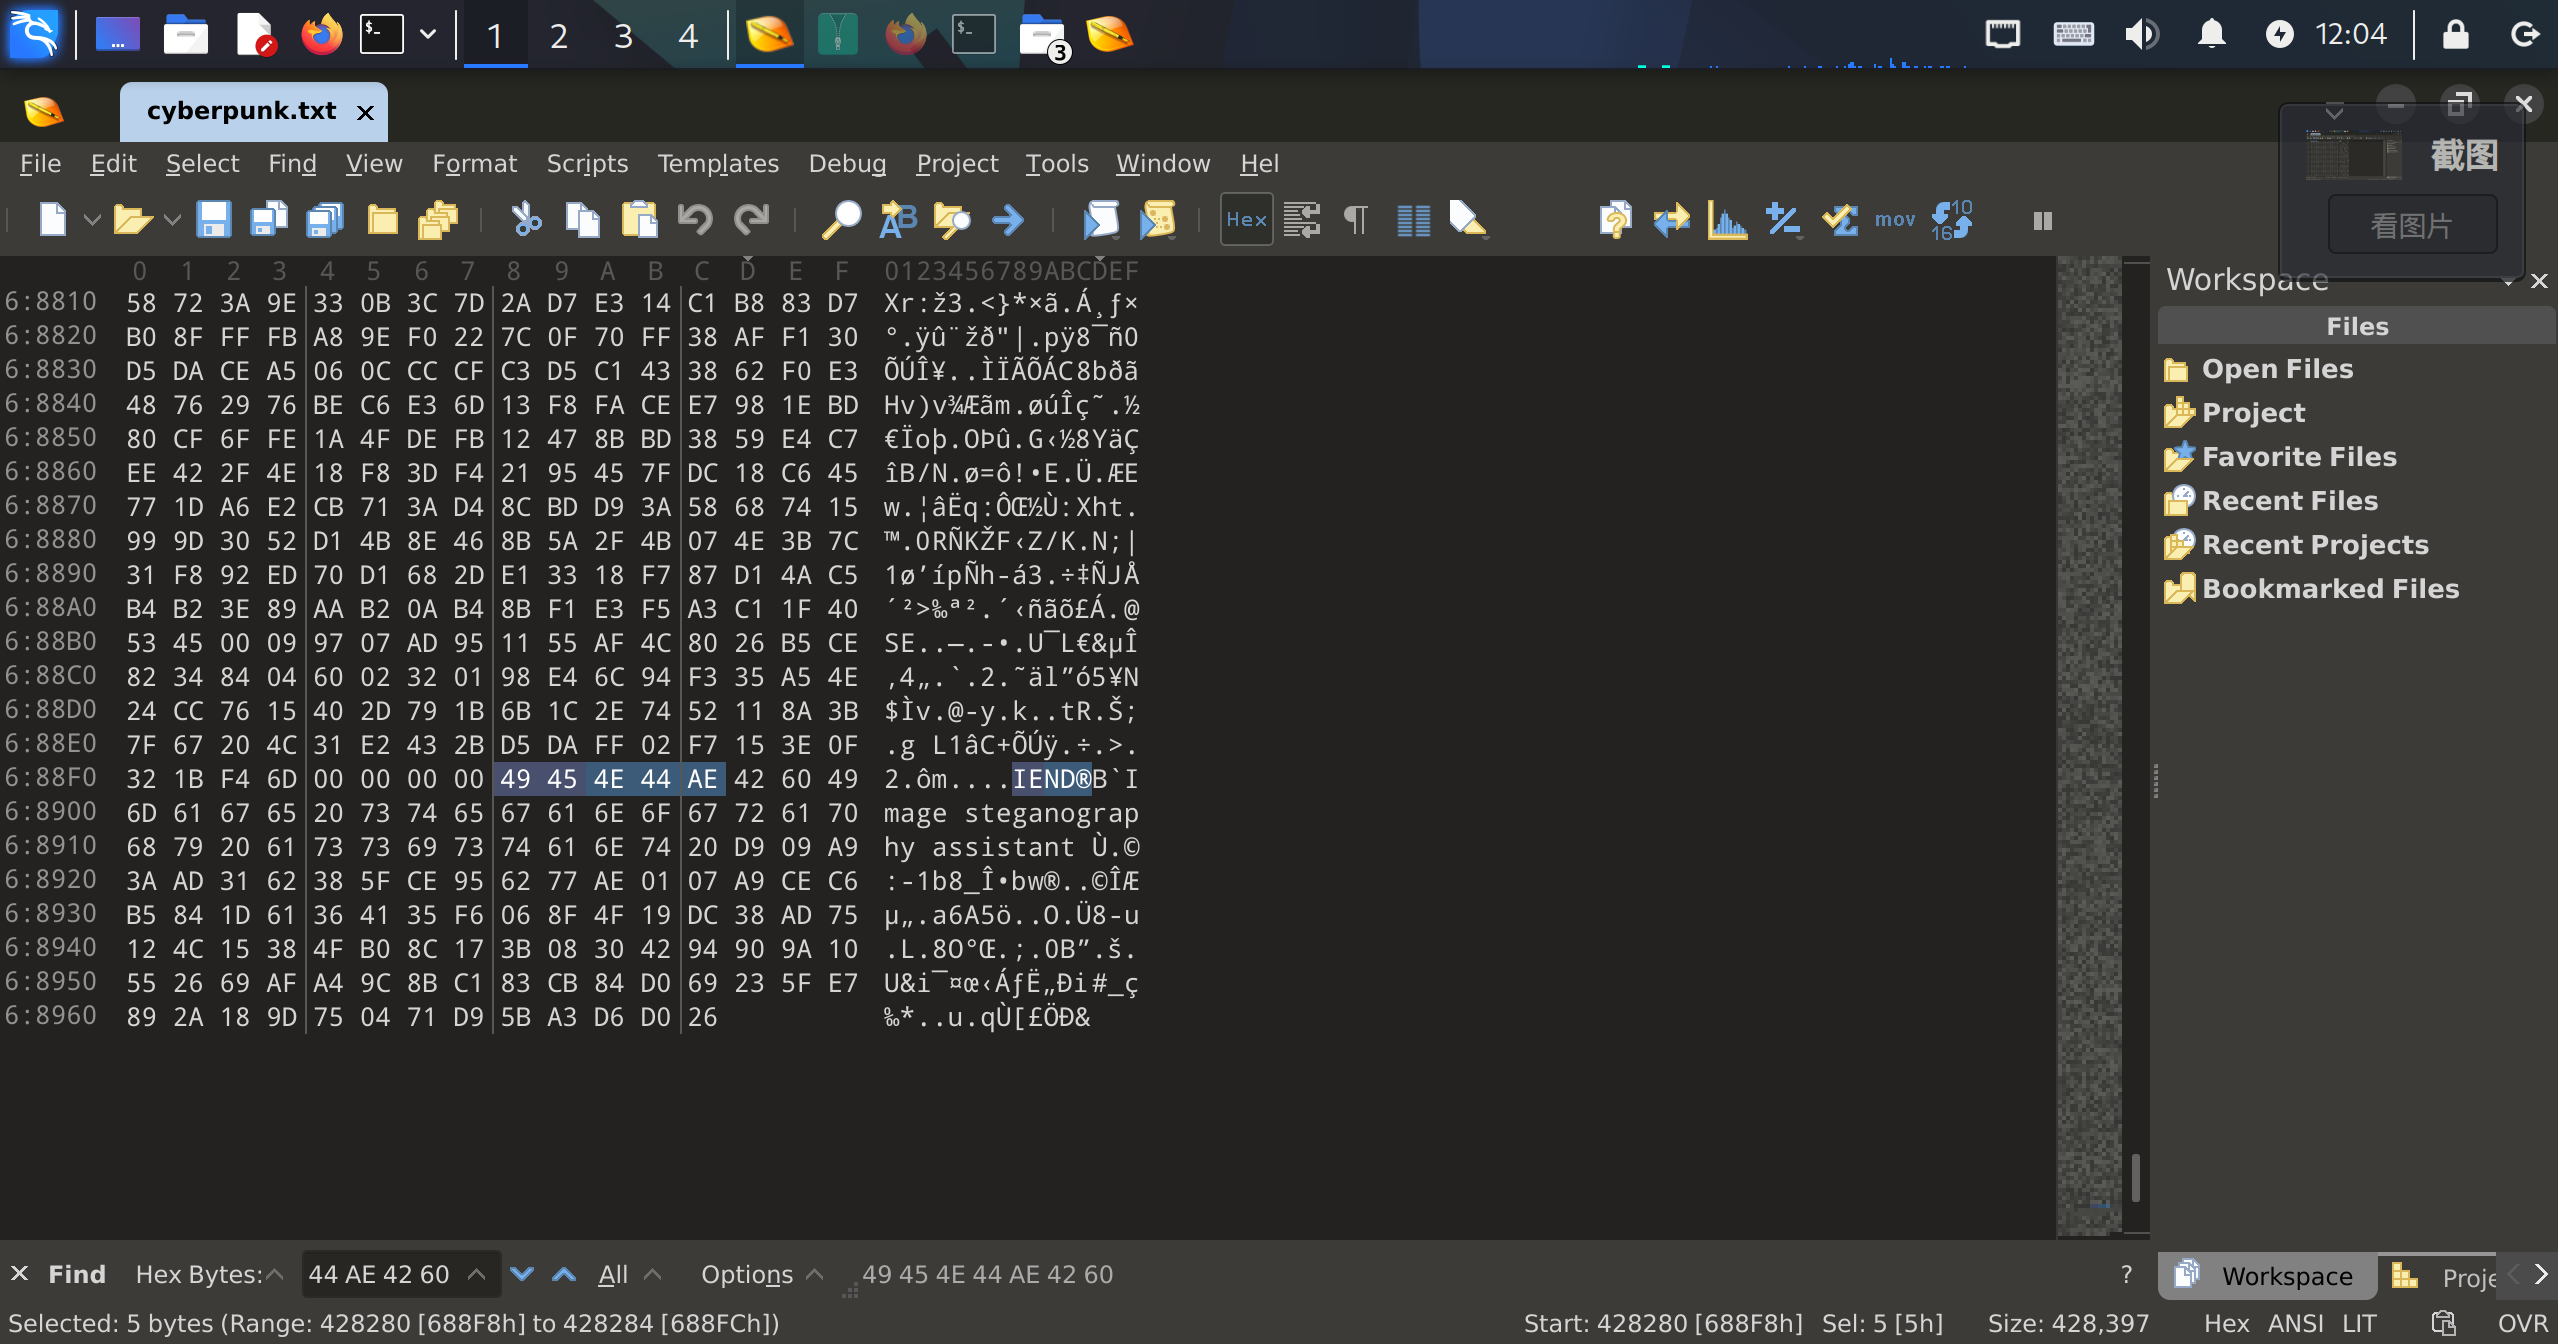 1 2 3 4 3 12:04
cyberpunk.txt
截图
看图片
File Edit Select Find View Format Scripts Templates Debug Project Tools Window Hel
Hex mov 10 16
0 1 2 3 4 5 6 7 8 9 A B C D E F 0123456789ABCDEF
6:8810 58 72 3A 9E 33 0B 3C 7D 2A D7 E3 14 C1 B8 83 D7 Xr:ž3.<}*×ã.Á¸ƒ×
6:8820 B0 8F FF FB A8 9E F0 22 7C 0F 70 FF 38 AF F1 30 °.ÿû¨žð"|.pÿ8¯ñ0
6:8830 D5 DA CE A5 06 0C CC CF C3 D5 C1 43 38 62 F0 E3 ÕÚÎ¥..ÌÏÃÕÁC8bðã
6:8840 48 76 29 76 BE C6 E3 6D 13 F8 FA CE E7 98 1E BD Hv)v¾Æãm.øúÎç˜.½
6:8850 80 CF 6F FE 1A 4F DE FB 12 47 8B BD 38 59 E4 C7 €Ïoþ.OÞû.G‹½8YäÇ
6:8860 EE 42 2F 4E 18 F8 3D F4 21 95 45 7F DC 18 C6 45 îB/N.ø=ô!•E.Ü.ÆE
6:8870 77 1D A6 E2 CB 71 3A D4 8C BD D9 3A 58 68 74 15 w.¦âËq:ÔŒ½Ù:Xht.
6:8880 99 9D 30 52 D1 4B 8E 46 8B 5A 2F 4B 07 4E 3B 7C ™.0RÑKŽF‹Z/K.N;|
6:8890 31 F8 92 ED 70 D1 68 2D E1 33 18 F7 87 D1 4A C5 1ø’ípÑh-á3.÷‡ÑJÅ
6:88A0 B4 B2 3E 89 AA B2 0A B4 8B F1 E3 F5 A3 C1 1F 40 ´²>‰ª².´‹ñãõ£Á.@
6:88B0 53 45 00 09 97 07 AD 95 11 55 AF 4C 80 26 B5 CE SE..—.-•.U¯L€&µÎ
6:88C0 82 34 84 04 60 02 32 01 98 E4 6C 94 F3 35 A5 4E ‚4„.`.2.˜äl”ó5¥N
6:88D0 24 CC 76 15 40 2D 79 1B 6B 1C 2E 74 52 11 8A 3B $Ìv.@-y.k..tR.Š;
6:88E0 7F 67 20 4C 31 E2 43 2B D5 DA FF 02 F7 15 3E 0F .g L1âC+ÕÚÿ.÷.>.
6:88F0 32 1B F4 6D 00 00 00 00 49 45 4E 44 AE 42 60 49 2.ôm....IEND®B`I
6:8900 6D 61 67 65 20 73 74 65 67 61 6E 6F 67 72 61 70 mage steganograp
6:8910 68 79 20 61 73 73 69 73 74 61 6E 74 20 D9 09 A9 hy assistant Ù.©
6:8920 3A AD 31 62 38 5F CE 95 62 77 AE 01 07 A9 CE C6 :-1b8_Î•bw®..©ÎÆ
6:8930 B5 84 1D 61 36 41 35 F6 06 8F 4F 19 DC 38 AD 75 µ„.a6A5ö..O.Ü8-u
6:8940 12 4C 15 38 4F B0 8C 17 3B 08 30 42 94 90 9A 10 .L.8O°Œ.;.0B”.š.
6:8950 55 26 69 AF A4 9C 8B C1 83 CB 84 D0 69 23 5F E7 U&i¯¤œ‹ÁƒË„Ði#_ç
6:8960 89 2A 18 9D 75 04 71 D9 5B A3 D6 D0 26 ‰*..u.qÙ[£ÖÐ&
Workspace
Files
Open Files
Project
Favorite Files
Recent Files
Recent Projects
Bookmarked Files
Find Hex Bytes: 44 AE 42 60 All Options 49 45 4E 44 AE 42 60 ?
Workspace Proje
Selected: 5 bytes (Range: 428280 [688F8h] to 428284 [688FCh]) Start: 428280 [688F8h] Sel: 5 [5h] Size: 428,397 Hex ANSI LIT OVR